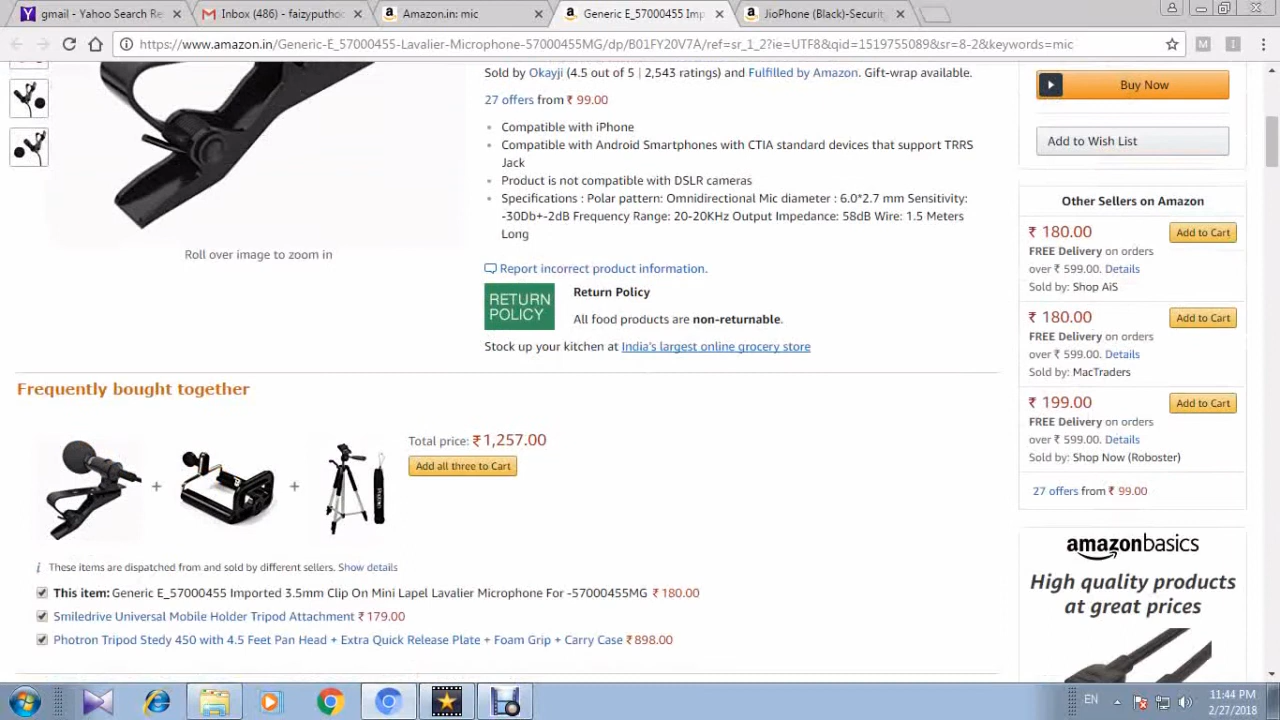 gmail - Yahoo Search Re
Inbox (486) - faizyputhod
Amazon.in: mic
Generic E_57000455 Imp
JioPhone (Black)-Securit
https://www.amazon.in/Generic-E_57000455-Lavalier-Microphone-57000455MG/dp/B01FY20V7A/ref=sr_1_2?ie=UTF8&qid=1519755089&sr=8-2&keywords=mic
M
I
Sold by Okayji (4.5 out of 5 | 2,543 ratings) and Fulfilled by Amazon. Gift-wrap available.
27 offers from ₹ 99.00
Compatible with iPhone
Compatible with Android Smartphones with CTIA standard devices that support TRRS
Jack
Product is not compatible with DSLR cameras
Specifications : Polar pattern: Omnidirectional Mic diameter : 6.0*2.7 mm Sensitivity:
-30Db+-2dB Frequency Range: 20-20KHz Output Impedance: 58dB Wire: 1.5 Meters
Long
Roll over image to zoom in
Report incorrect product information.
RETURN
POLICY
Return Policy
All food products are non-returnable.
Stock up your kitchen at India's largest online grocery store
Buy Now
Add to Wish List
Other Sellers on Amazon
₹ 180.00
Add to Cart
FREE Delivery on orders
over ₹ 599.00. Details
Sold by: Shop AiS
₹ 180.00
Add to Cart
FREE Delivery on orders
over ₹ 599.00. Details
Sold by: MacTraders
₹ 199.00
Add to Cart
FREE Delivery on orders
over ₹ 599.00. Details
Sold by: Shop Now (Roboster)
27 offers from ₹ 99.00
amazonbasics
High quality products
at great prices
Frequently bought together
Total price: ₹1,257.00
Add all three to Cart
+
+
i These items are dispatched from and sold by different sellers. Show details
This item: Generic E_57000455 Imported 3.5mm Clip On Mini Lapel Lavalier Microphone For -57000455MG ₹ 180.00
Smiledrive Universal Mobile Holder Tripod Attachment ₹ 179.00
Photron Tripod Stedy 450 with 4.5 Feet Pan Head + Extra Quick Release Plate + Foam Grip + Carry Case ₹ 898.00
EN
11:44 PM
2/27/2018